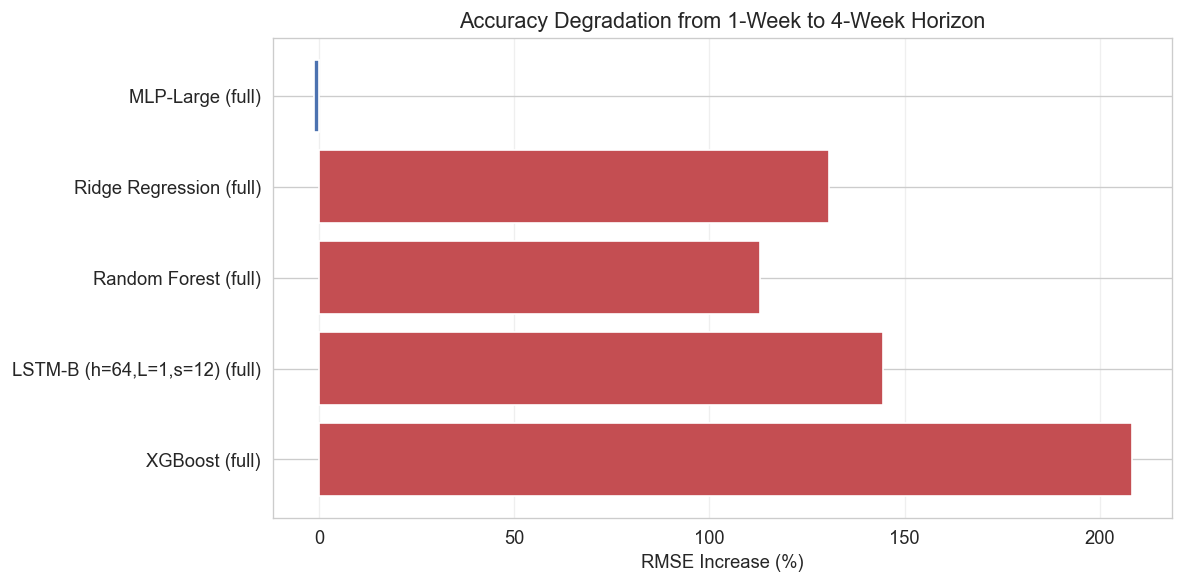 Accuracy Degradation from 1-Week to 4-Week Horizon
MLP-Large (full)
Ridge Regression (full)
Random Forest (full)
LSTM-B (h=64,L=1,s=12) (full)
XGBoost (full)
0 50 100 150 200
RMSE Increase (%)